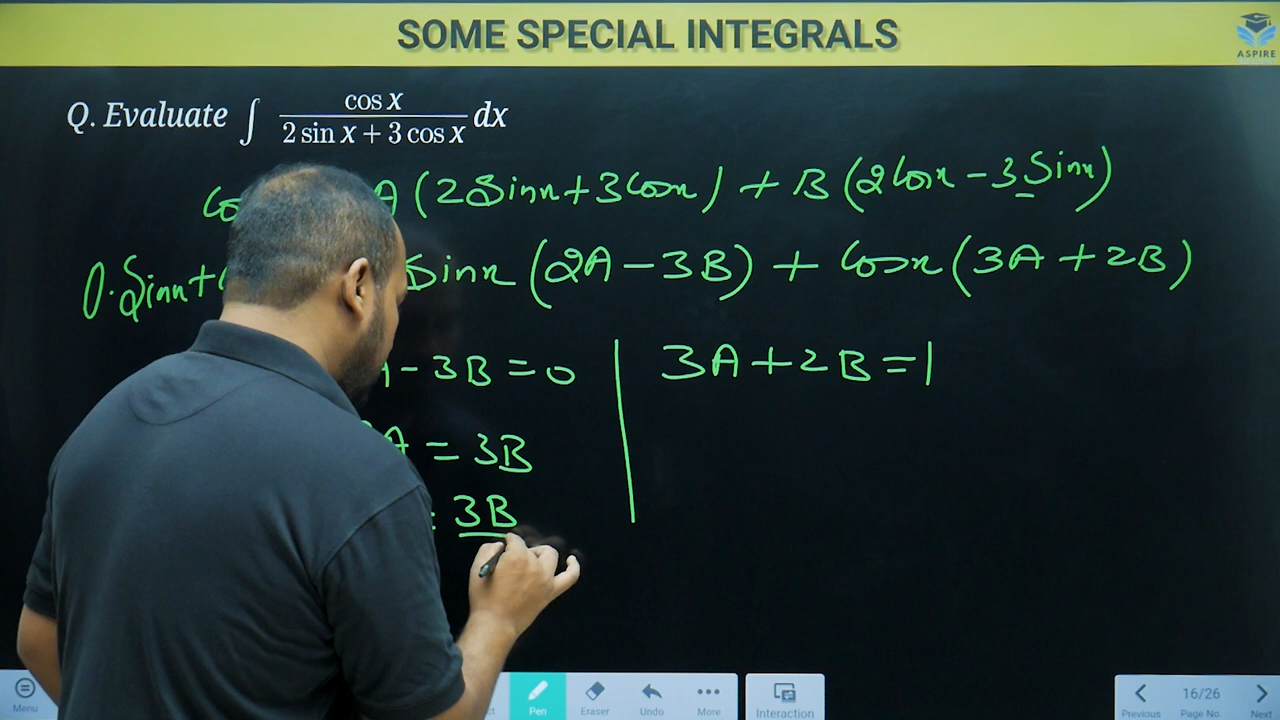 SOME SPECIAL INTEGRALS
ASPIRE
Q. Evaluate ∫ cos x / (2 sin x + 3 cos x) dx
A (2Sinx + 3Cosx) + B (2Cosx - 3Sinx)
0. Sinx + Sinx (2A - 3B) + Cosx (3A + 2B)
- 3B = 0
3A + 2B = 1
A = 3B
= 3B
Menu
Pen
Eraser
Undo
More
Interaction
Previous
16/26
Page No.
Next